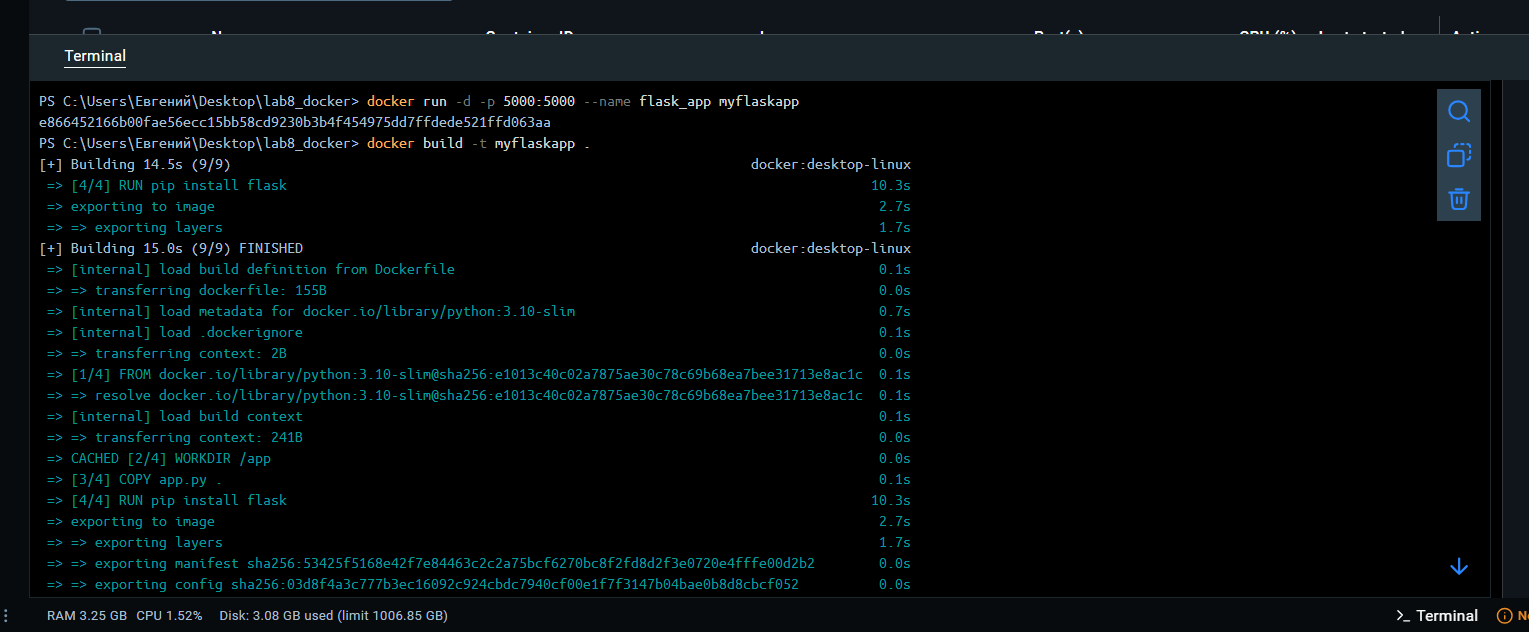 Terminal
PS C:\Users\Евгений\Desktop\lab8_docker> docker run -d -p 5000:5000 --name flask_app myflaskapp
e866452166b00fae56ecc15bb58cd9230b3b4f454975dd7ffdede521ffd063aa
PS C:\Users\Евгений\Desktop\lab8_docker> docker build -t myflaskapp .
[+] Building 14.5s (9/9) docker:desktop-linux
=> [4/4] RUN pip install flask 10.3s
=> exporting to image 2.7s
=> => exporting layers 1.7s
[+] Building 15.0s (9/9) FINISHED docker:desktop-linux
=> [internal] load build definition from Dockerfile 0.1s
=> => transferring dockerfile: 155B 0.0s
=> [internal] load metadata for docker.io/library/python:3.10-slim 0.7s
=> [internal] load .dockerignore 0.1s
=> => transferring context: 2B 0.0s
=> [1/4] FROM docker.io/library/python:3.10-slim@sha256:e1013c40c02a7875ae30c78c69b68ea7bee31713e8ac1c 0.1s
=> => resolve docker.io/library/python:3.10-slim@sha256:e1013c40c02a7875ae30c78c69b68ea7bee31713e8ac1c 0.1s
=> [internal] load build context 0.1s
=> => transferring context: 241B 0.0s
=> CACHED [2/4] WORKDIR /app 0.0s
=> [3/4] COPY app.py . 0.1s
=> [4/4] RUN pip install flask 10.3s
=> exporting to image 2.7s
=> => exporting layers 1.7s
=> => exporting manifest sha256:53425f5168e42f7e84463c2c2a75bcf6270bc8f2fd8d2f3e0720e4fffe00d2b2 0.0s
=> => exporting config sha256:03d8f4a3c777b3ec16092c924cbdc7940cf00e1f7f3147b04bae0b8d8cbcf052 0.0s
RAM 3.25 GB CPU 1.52% Disk: 3.08 GB used (limit 1006.85 GB) >_ Terminal